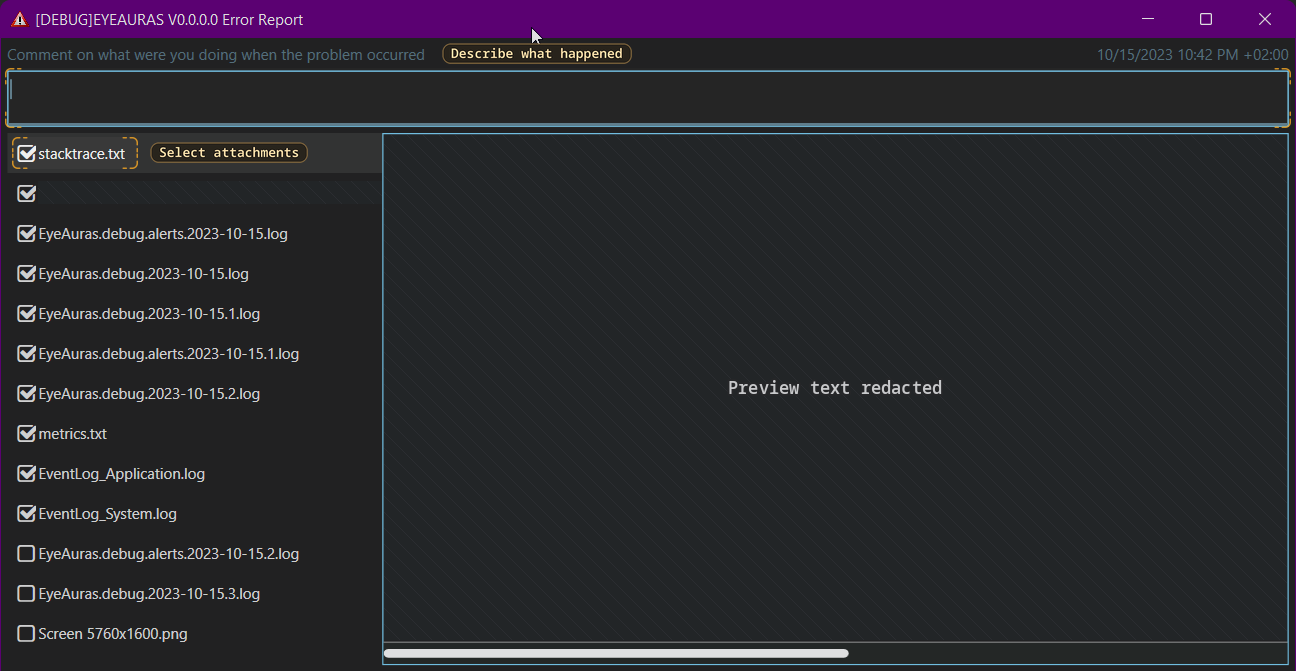 [DEBUG]EYEAURAS V0.0.0.0 Error Report
Comment on what were you doing when the problem occurred
Describe what happened
10/15/2023 10:42 PM +02:00
stacktrace.txt
Select attachments
EyeAuras.debug.alerts.2023-10-15.log
EyeAuras.debug.2023-10-15.log
EyeAuras.debug.2023-10-15.1.log
EyeAuras.debug.alerts.2023-10-15.1.log
EyeAuras.debug.2023-10-15.2.log
metrics.txt
EventLog_Application.log
EventLog_System.log
EyeAuras.debug.alerts.2023-10-15.2.log
EyeAuras.debug.2023-10-15.3.log
Screen 5760x1600.png
Preview text redacted